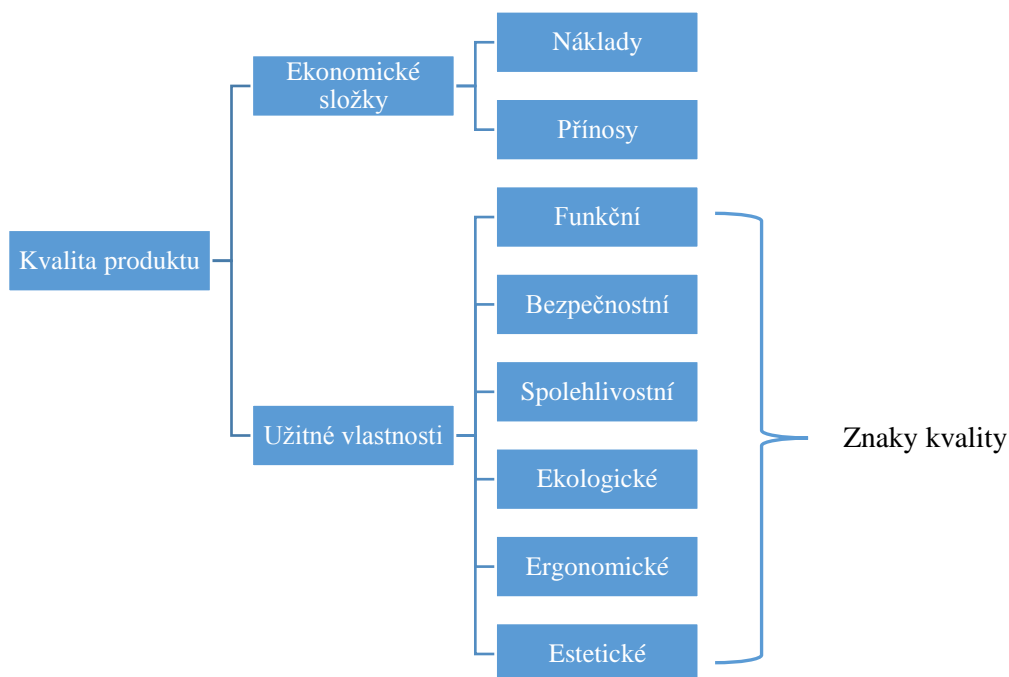 Kvalita produktu
Ekonomické
složky
Náklady
Přínosy
Užitné vlastnosti
Funkční
Bezpečnostní
Spolehlivostní
Ekologické
Ergonomické
Estetické
Znaky kvality